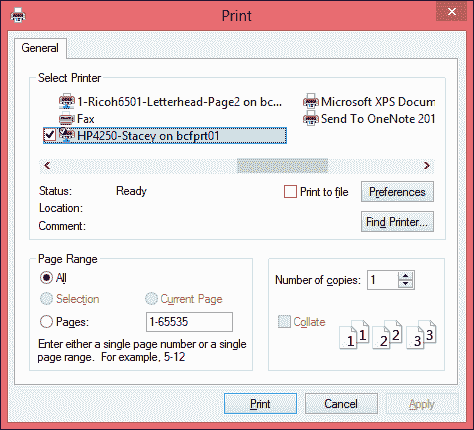 Print
General
Select Printer
1-Ricoh6501-Letterhead-Page2 on bc...
Microsoft XPS Docum
Fax
Send To OneNote 201
HP4250-Stacey on bcfprt01
Status: Ready
Print to file
Preferences
Location:
Comment:
Find Printer...
Page Range
All
Number of copies: 1
Selection
Current Page
Pages: 1-65535
Collate
1 1 2 2 3 3
Enter either a single page number or a single
page range. For example, 5-12
Print
Cancel
Apply